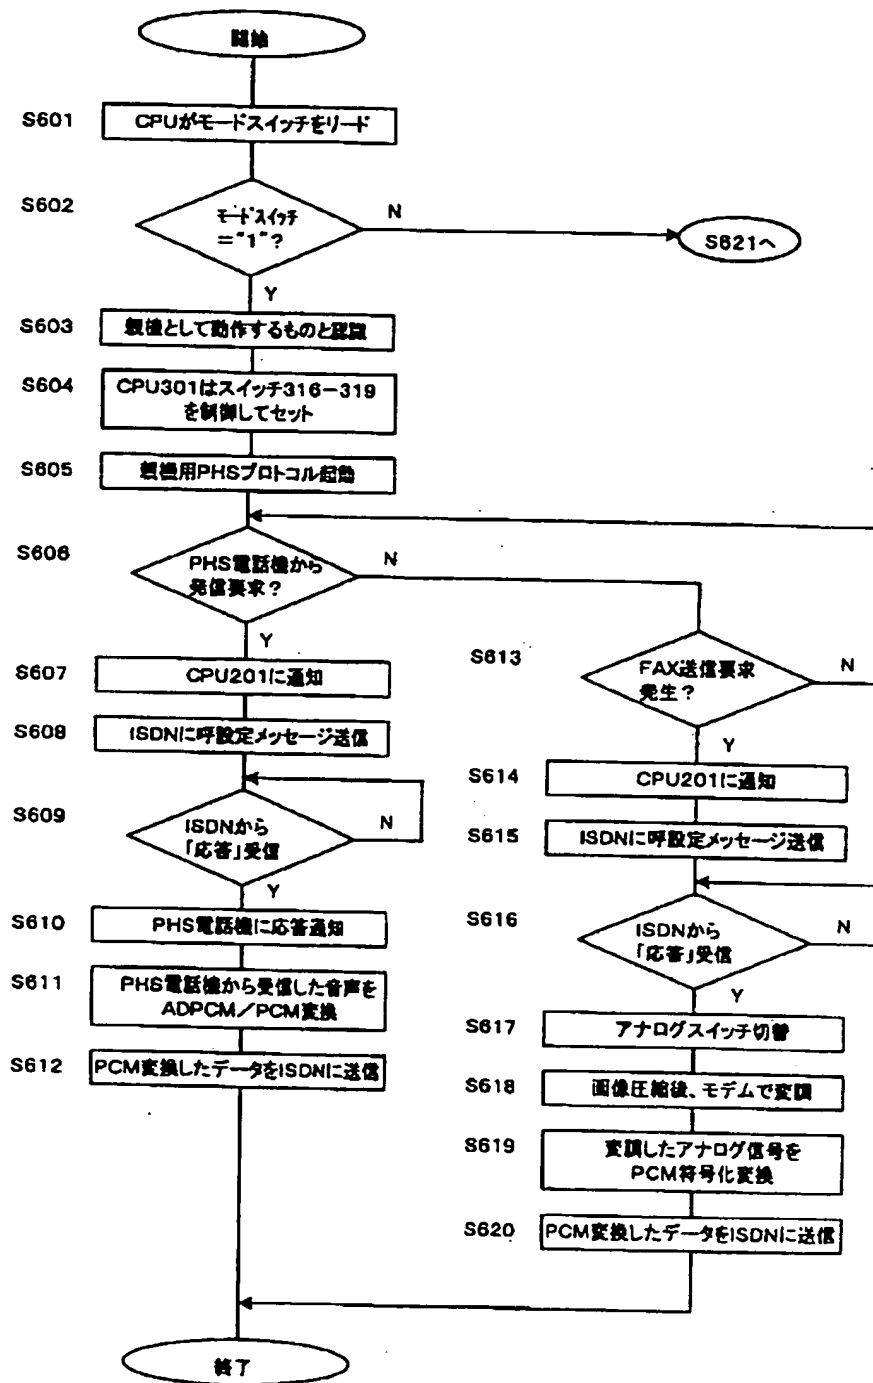 開始
S601
CPUがモードスイッチをリード
S602
モードスイッチ
="1"?
N
S621へ
Y
S603
親機として動作するものと認識
S604
CPU301はスイッチ316-319
を制御してセット
S605
親機用PHSプロトコル起動
S606
PHS電話機から
発信要求?
N
Y
S607
CPU201に通知
S608
ISDNに呼設定メッセージ送信
S609
ISDNから
「応答」受信
N
Y
S610
PHS電話機に応答通知
S611
PHS電話機から受信した音声を
ADPCM/PCM変換
S612
PCM変換したデータをISDNに送信
S613
FAX送信要求
発生?
N
Y
S614
CPU201に通知
S615
ISDNに呼設定メッセージ送信
S616
ISDNから
「応答」受信
N
Y
S617
アナログスイッチ切替
S618
画像圧縮後、モデムで変調
S619
変調したアナログ信号を
PCM符号化変換
S620
PCM変換したデータをISDNに送信
終了